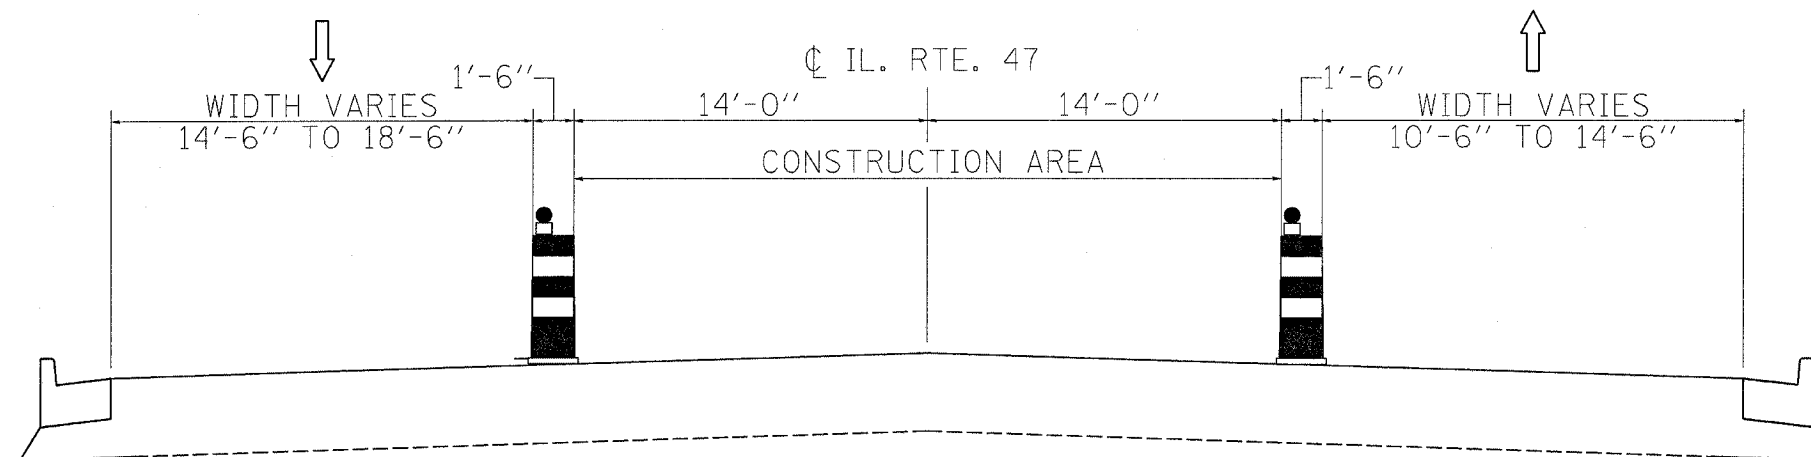 ℄ IL. RTE. 47
1'-6" 1'-6"
WIDTH VARIES 14'-0" 14'-0" WIDTH VARIES
14'-6" TO 18'-6" 10'-6" TO 14'-6"
CONSTRUCTION AREA